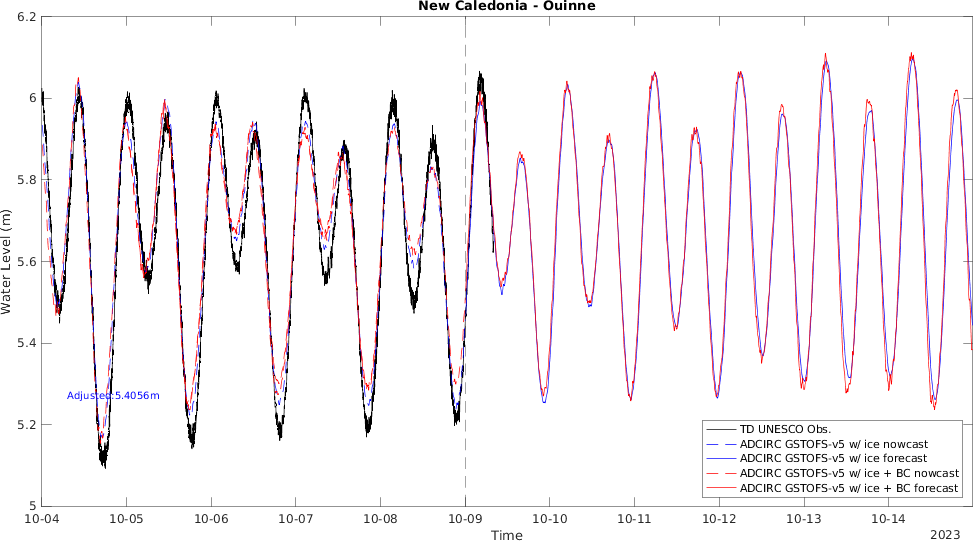 New Caledonia - Ouinne
6.2
6
5.8
5.6
5.4
5.2
5
Water Level (m)
Adjusted:5.4056m
TD UNESCO Obs.
ADCIRC GSTOFS-v5 w/ ice nowcast
ADCIRC GSTOFS-v5 w/ ice forecast
ADCIRC GSTOFS-v5 w/ ice + BC nowcast
ADCIRC GSTOFS-v5 w/ ice + BC forecast
10-04 10-05 10-06 10-07 10-08 10-09 10-10 10-11 10-12 10-13 10-14
Time
2023